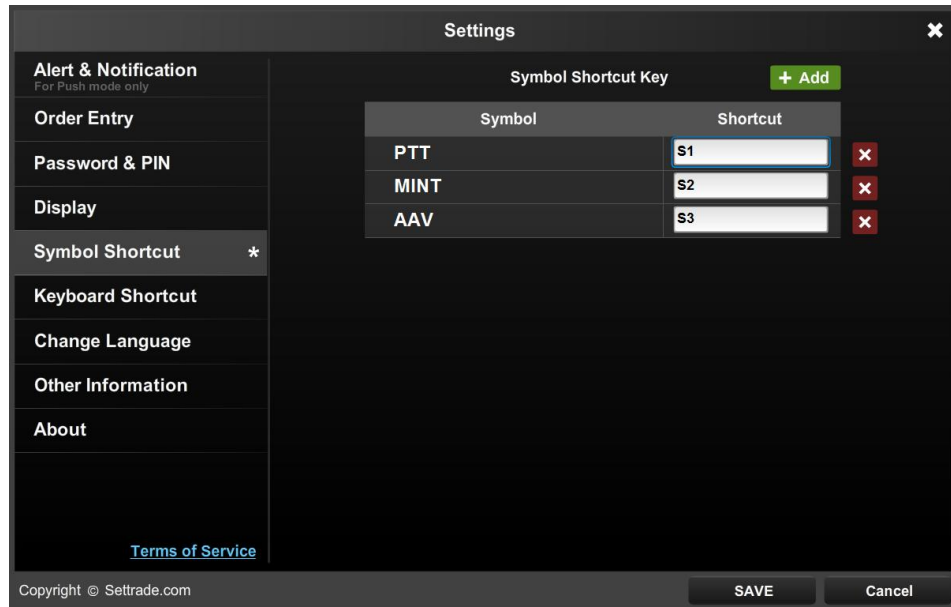 Settings
Alert & Notification
For Push mode only
Order Entry
Password & PIN
Display
Symbol Shortcut *
Keyboard Shortcut
Change Language
Other Information
About
Terms of Service
Symbol Shortcut Key
+ Add
Symbol Shortcut
PTT S1
MINT S2
AAV S3
Copyright © Settrade.com
SAVE Cancel